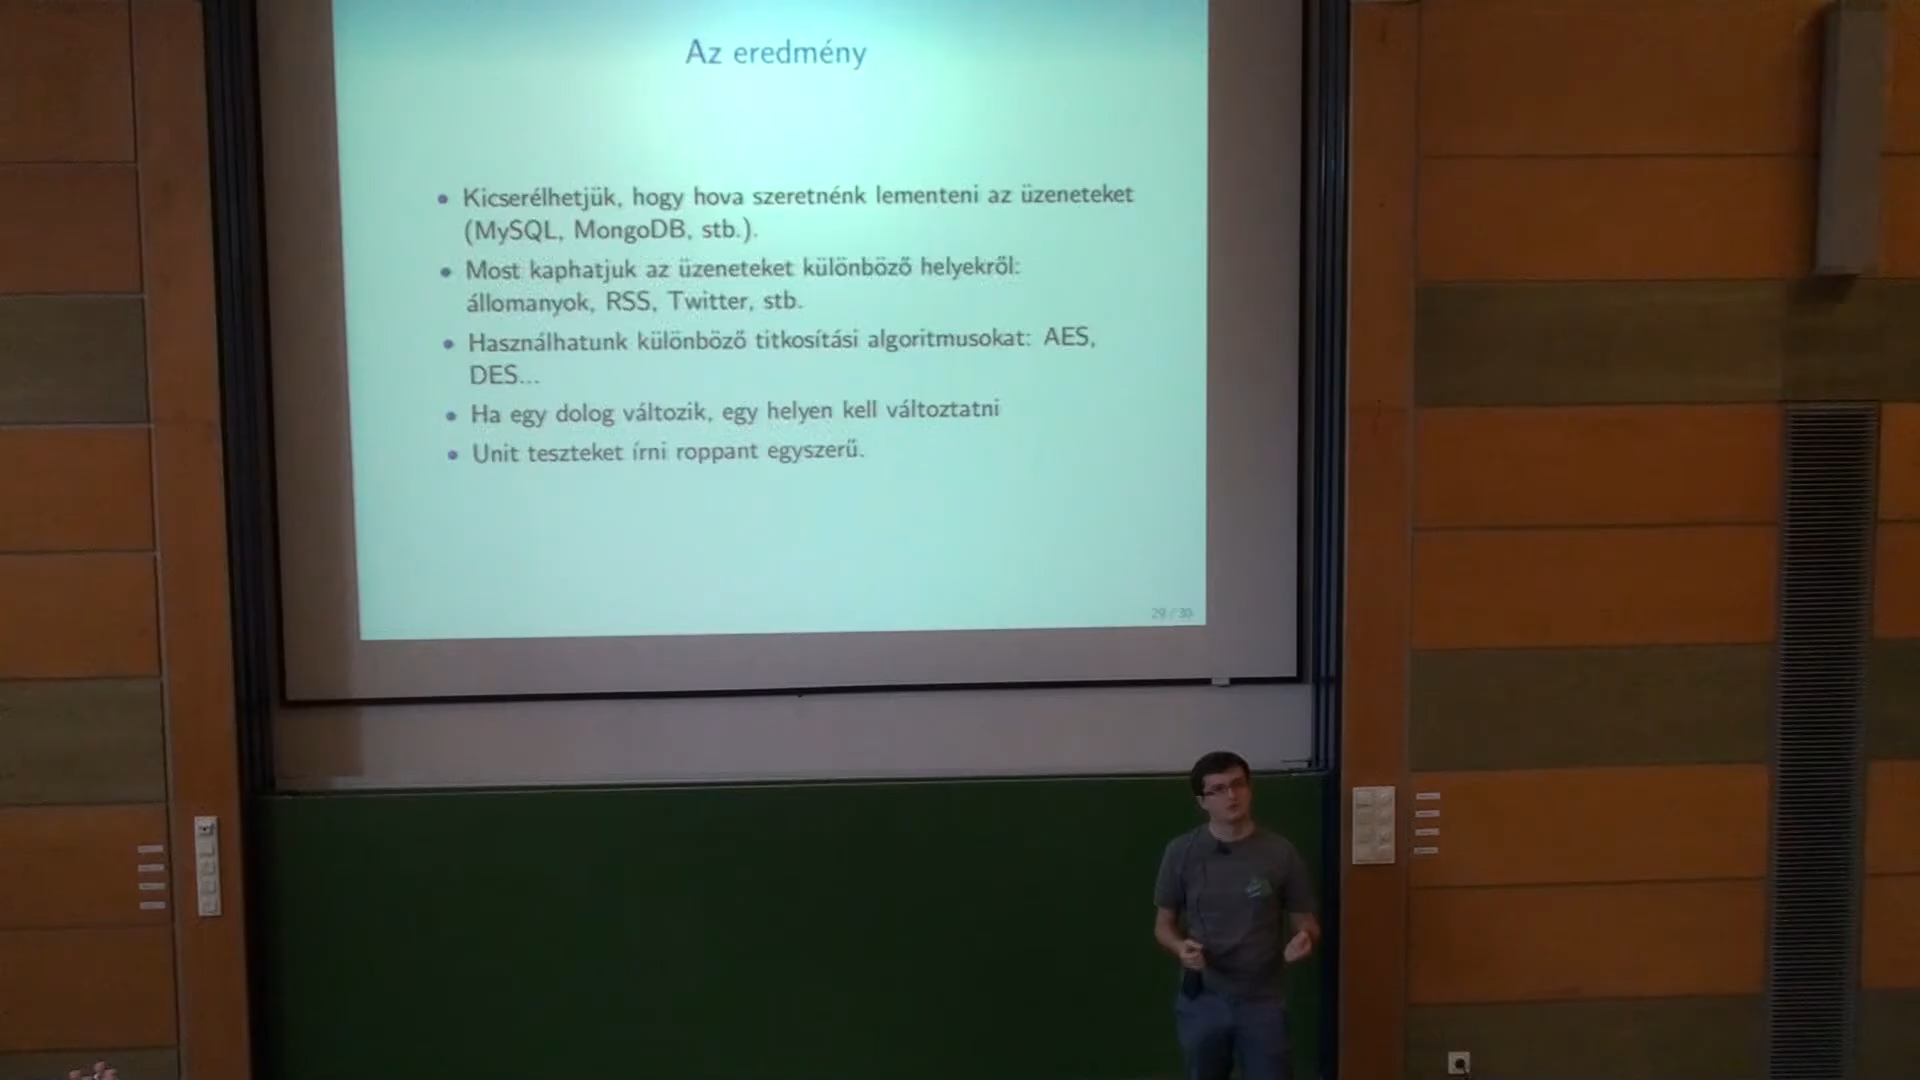 Az eredmény
Kicserélhetjük, hogy hova szeretnénk lementeni az üzeneteket
(MySQL, MongoDB, stb.).
Most kaphatjuk az üzeneteket különböző helyekről:
állomanyok, RSS, Twitter, stb.
Használhatunk különböző titkosítási algoritmusokat: AES,
DES...
Ha egy dolog változik, egy helyen kell változtatni
Unit teszteket írni roppant egyszerű.
29 / 30